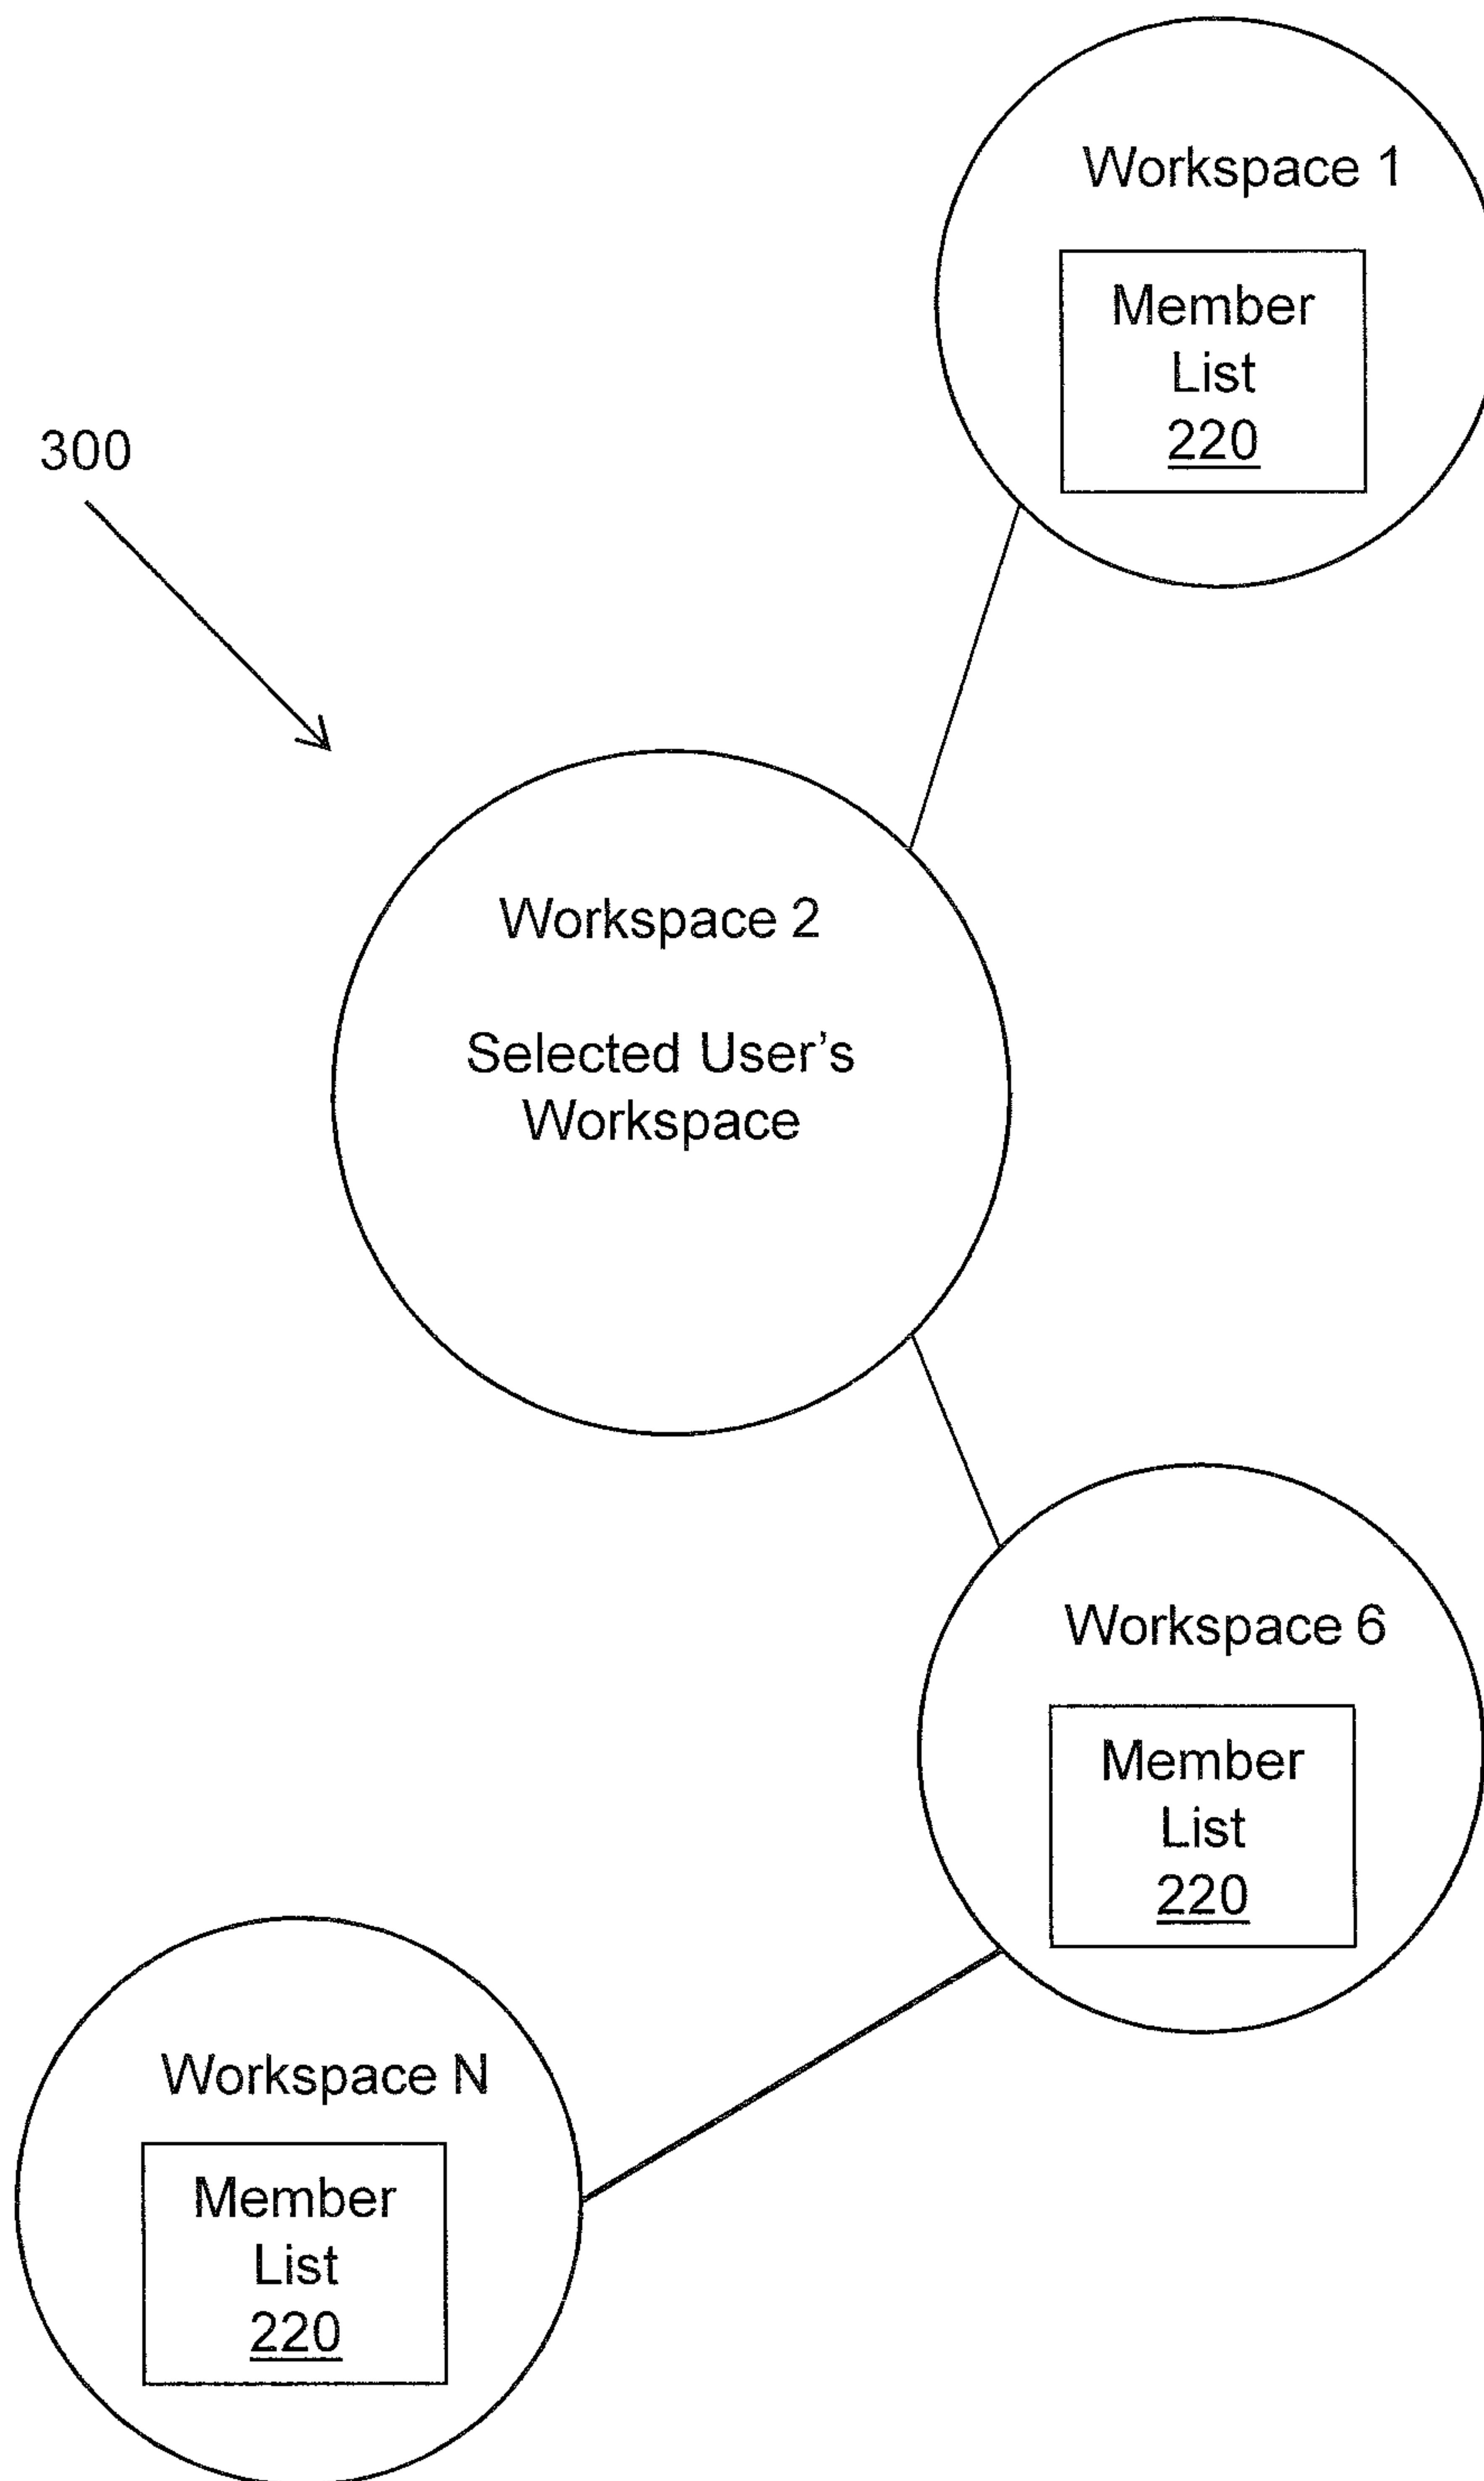 Workspace 1
Member
List
220
300
Workspace 2
Selected User’s
Workspace
Workspace 6
Member
List
220
Workspace N
Member
List
220